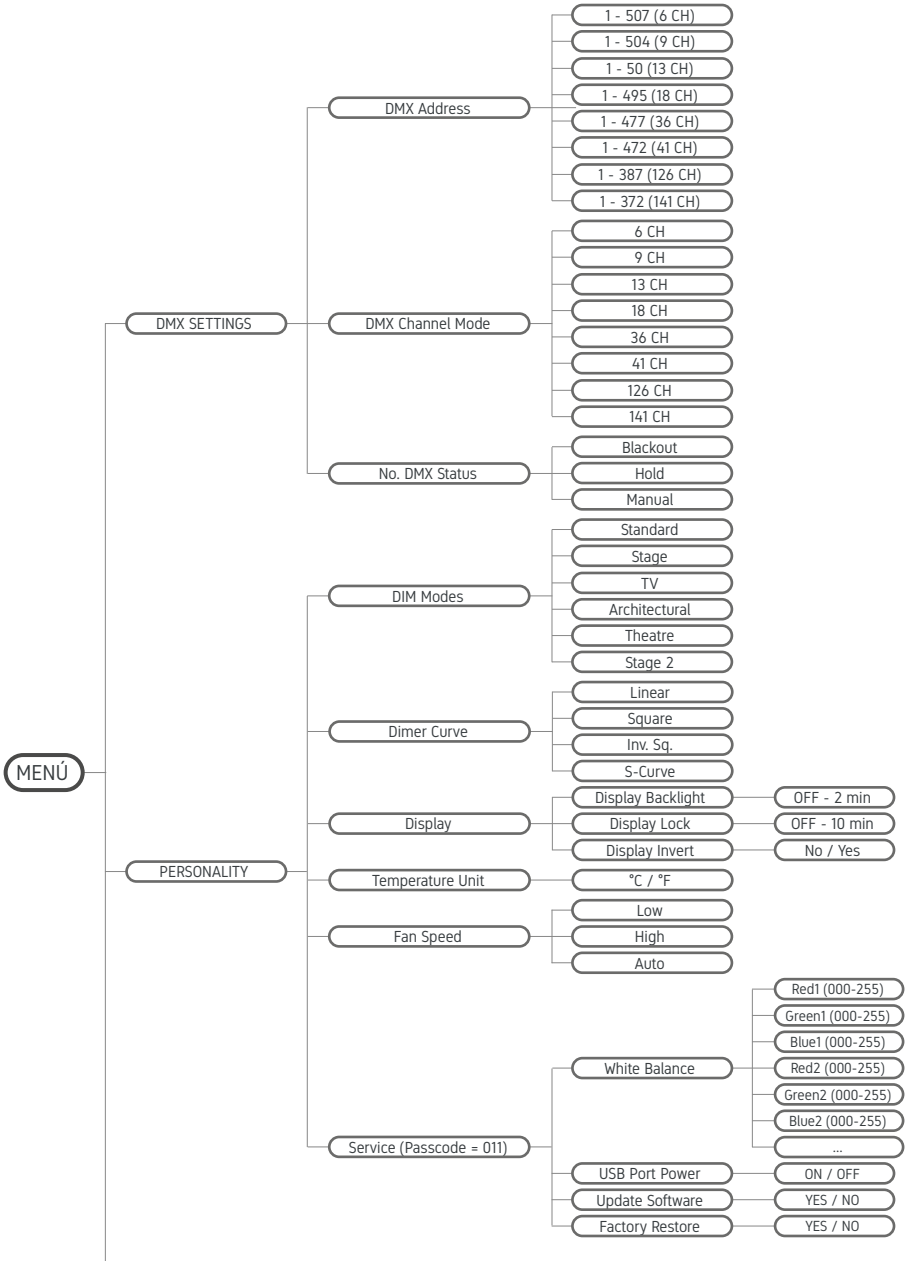 MENÚ
DMX SETTINGS
DMX Address
1 - 507 (6 CH)
1 - 504 (9 CH)
1 - 50 (13 CH)
1 - 495 (18 CH)
1 - 477 (36 CH)
1 - 472 (41 CH)
1 - 387 (126 CH)
1 - 372 (141 CH)
DMX Channel Mode
6 CH
9 CH
13 CH
18 CH
36 CH
41 CH
126 CH
141 CH
No. DMX Status
Blackout
Hold
Manual
PERSONALITY
DIM Modes
Standard
Stage
TV
Architectural
Theatre
Stage 2
Dimer Curve
Linear
Square
Inv. Sq.
S-Curve
Display
Display Backlight
OFF - 2 min
Display Lock
OFF - 10 min
Display Invert
No / Yes
Temperature Unit
°C / °F
Fan Speed
Low
High
Auto
Service (Passcode = 011)
White Balance
Red1 (000-255)
Green1 (000-255)
Blue1 (000-255)
Red2 (000-255)
Green2 (000-255)
Blue2 (000-255)
...
USB Port Power
ON / OFF
Update Software
YES / NO
Factory Restore
YES / NO